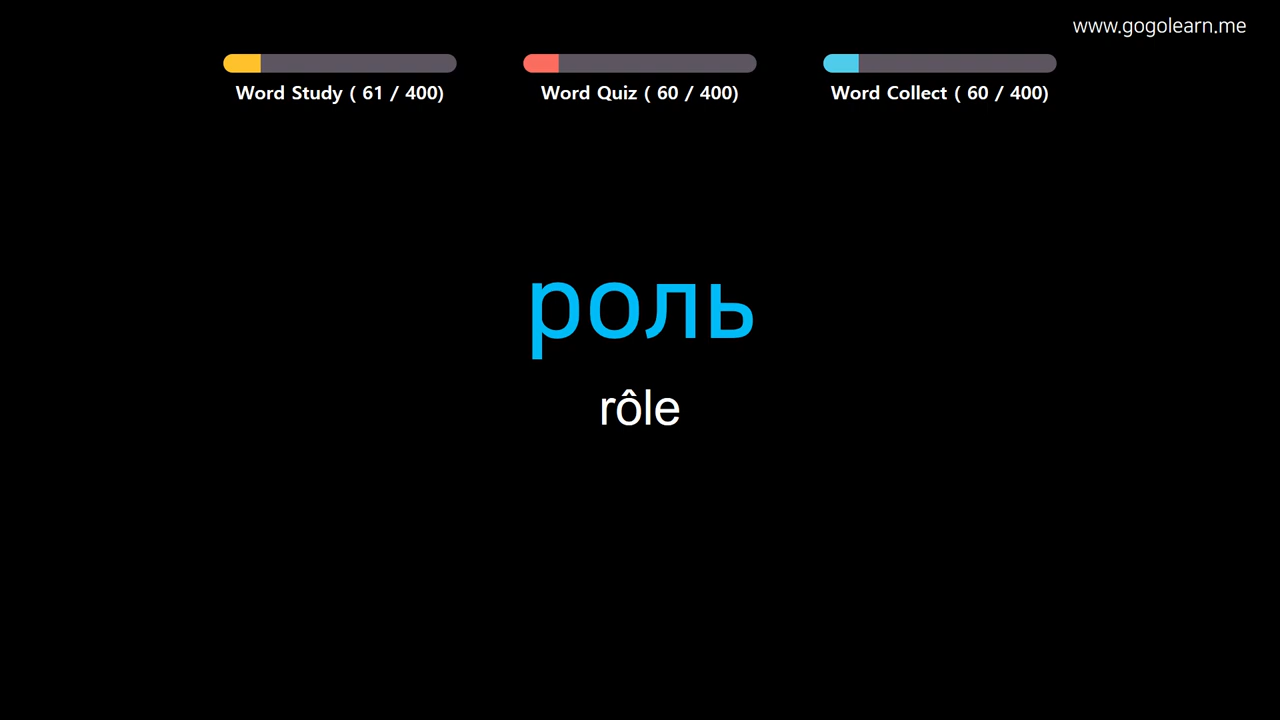 www.gogolearn.me
Word Study ( 61 / 400)
Word Quiz ( 60 / 400)
Word Collect ( 60 / 400)
роль
rôle